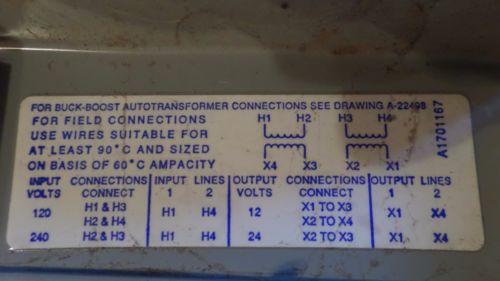 FOR BUCK-BOOST AUTOTRANSFORMER CONNECTIONS SEE DRAWING A-22498
FOR FIELD CONNECTIONS
USE WIRES SUITABLE FOR
AT LEAST 90°C AND SIZED
ON BASIS OF 60°C AMPACITY
H1 H2 H3 H4
X4 X3 X2 X1
A1701167
INPUT CONNECTIONS INPUT LINES OUTPUT CONNECTIONS OUTPUT LINES
VOLTS CONNECT 1 2 VOLTS CONNECT 1 2
120 H1 & H3 H1 H4 12 X1 TO X3 X1 X4
H2 & H4 X2 TO X4
240 H2 & H3 H1 H4 24 X2 TO X3 X1 X4